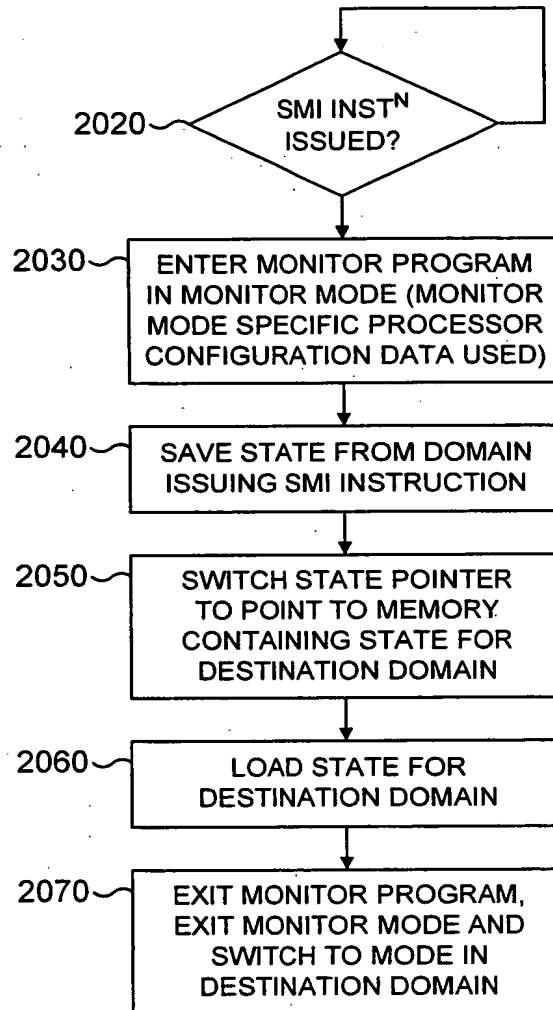 2020
SMI INSTᴺ
ISSUED?
2030
ENTER MONITOR PROGRAM
IN MONITOR MODE (MONITOR
MODE SPECIFIC PROCESSOR
CONFIGURATION DATA USED)
2040
SAVE STATE FROM DOMAIN
ISSUING SMI INSTRUCTION
2050
SWITCH STATE POINTER
TO POINT TO MEMORY
CONTAINING STATE FOR
DESTINATION DOMAIN
2060
LOAD STATE FOR
DESTINATION DOMAIN
2070
EXIT MONITOR PROGRAM,
EXIT MONITOR MODE AND
SWITCH TO MODE IN
DESTINATION DOMAIN